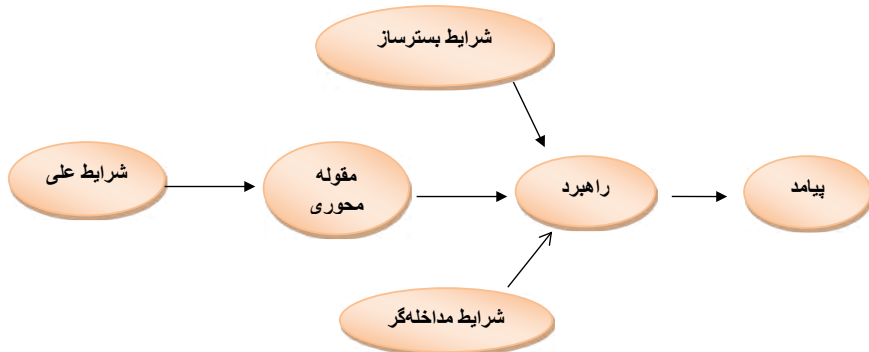 شرایط بسترساز
شرایط علی
مقوله
محوری
راهبرد
پیامد
شرایط مداخله‌گر